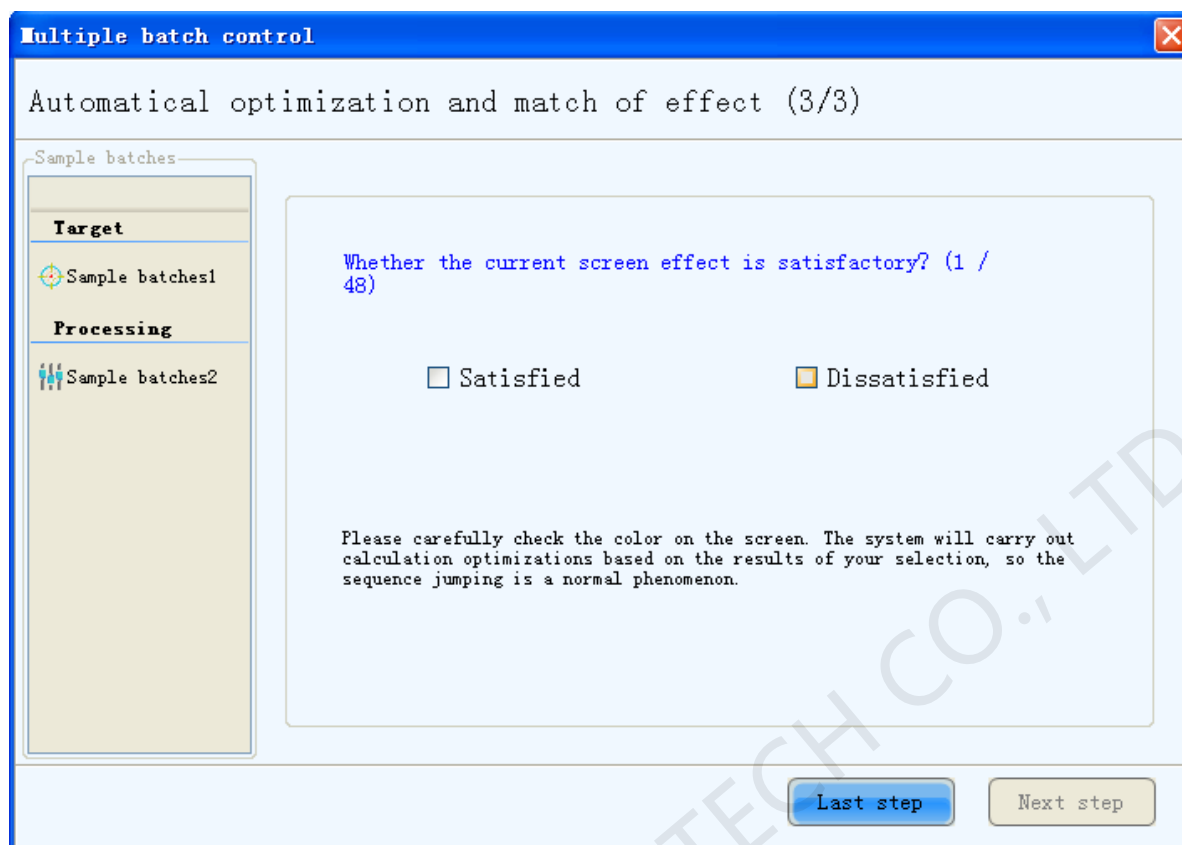 Multiple batch control
Automatical optimization and match of effect (3/3)
Sample batches
Target
Sample batches1
Processing
Sample batches2
Whether the current screen effect is satisfactory? (1 /
48)
Satisfied
Dissatisfied
Please carefully check the color on the screen. The system will carry out
calculation optimizations based on the results of your selection, so the
sequence jumping is a normal phenomenon.
Last step
Next step
TECH CO., LTD